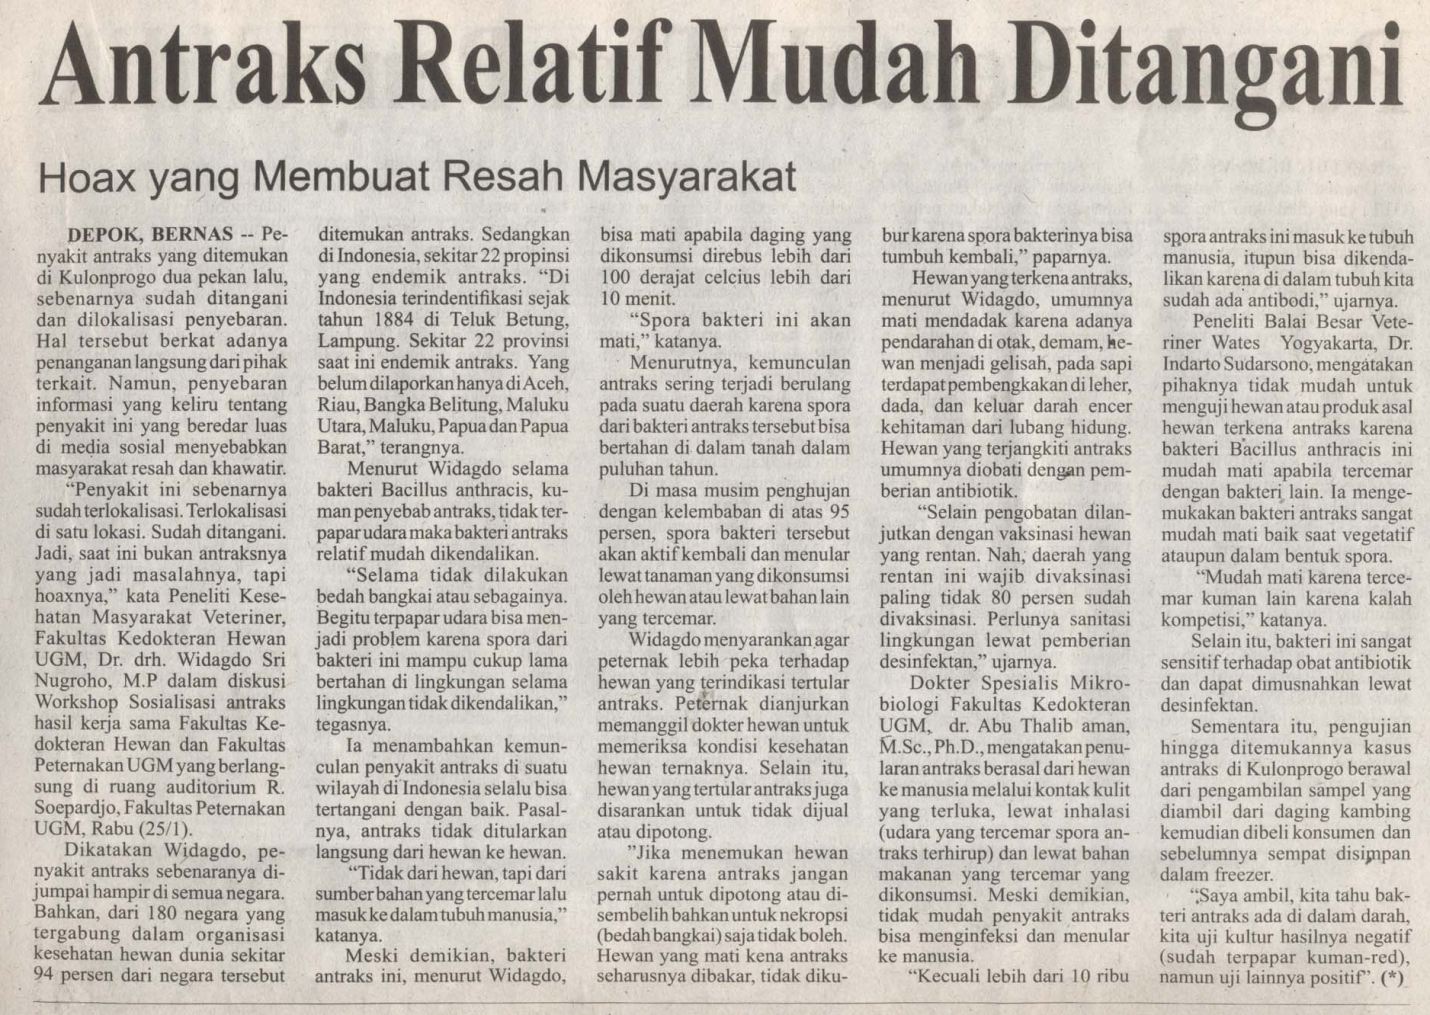 Antraks Relatif Mudah Ditangani
Hoax yang Membuat Resah Masyarakat
DEPOK, BERNAS -- Pe-
nyakit antraks yang ditemukan
di Kulonprogo dua pekan lalu,
sebenarnya sudah ditangani
dan dilokalisasi penyebaran.
Hal tersebut berkat adanya
penanganan langsung dari pihak
terkait. Namun, penyebaran
informasi yang keliru tentang
penyakit ini yang beredar luas
di media sosial menyebabkan
masyarakat resah dan khawatir.
“Penyakit ini sebenarnya
sudah terlokalisasi. Terlokalisasi
di satu lokasi. Sudah ditangani.
Jadi, saat ini bukan antraksnya
yang jadi masalahnya, tapi
hoaxnya,” kata Peneliti Kese-
hatan Masyarakat Veteriner,
Fakultas Kedokteran Hewan
UGM, Dr. drh. Widagdo Sri
Nugroho, M.P dalam diskusi
Workshop Sosialisasi antraks
hasil kerja sama Fakultas Ke-
dokteran Hewan dan Fakultas
Peternakan UGM yang berlang-
sung di ruang auditorium R.
Soepardjo, Fakultas Peternakan
UGM, Rabu (25/1).
Dikatakan Widagdo, pe-
nyakit antraks sebenaranya di-
jumpai hampir di semua negara.
Bahkan, dari 180 negara yang
tergabung dalam organisasi
kesehatan hewan dunia sekitar
94 persen dari negara tersebut
ditemukan antraks. Sedangkan
di Indonesia, sekitar 22 propinsi
yang endemik antraks. “Di
Indonesia terindentifikasi sejak
tahun 1884 di Teluk Betung,
Lampung. Sekitar 22 provinsi
saat ini endemik antraks. Yang
belum dilaporkan hanya di Aceh,
Riau, Bangka Belitung, Maluku
Utara, Maluku, Papua dan Papua
Barat,” terangnya.
Menurut Widagdo selama
bakteri Bacillus anthracis, ku-
man penyebab antraks, tidak ter-
papar udara maka bakteri antraks
relatif mudah dikendalikan.
“Selama tidak dilakukan
bedah bangkai atau sebagainya.
Begitu terpapar udara bisa men-
jadi problem karena spora dari
bakteri ini mampu cukup lama
bertahan di lingkungan selama
lingkungan tidak dikendalikan,”
tegasnya.
Ia menambahkan kemun-
culan penyakit antraks di suatu
wilayah di Indonesia selalu bisa
tertangani dengan baik. Pasal-
nya, antraks tidak ditularkan
langsung dari hewan ke hewan.
“Tidak dari hewan, tapi dari
sumber bahan yang tercemar lalu
masuk ke dalam tubuh manusia,”
katanya.
Meski demikian, bakteri
antraks ini, menurut Widagdo,
bisa mati apabila daging yang
dikonsumsi direbus lebih dari
100 derajat celcius lebih dari
10 menit.
“Spora bakteri ini akan
mati,” katanya.
Menurutnya, kemunculan
antraks sering terjadi berulang
pada suatu daerah karena spora
dari bakteri antraks tersebut bisa
bertahan di dalam tanah dalam
puluhan tahun.
Di masa musim penghujan
dengan kelembaban di atas 95
persen, spora bakteri tersebut
akan aktif kembali dan menular
lewat tanaman yang dikonsumsi
oleh hewan atau lewat bahan lain
yang tercemar.
Widagdo menyarankan agar
peternak lebih peka terhadap
hewan yang terindikasi tertular
antraks. Peternak dianjurkan
memanggil dokter hewan untuk
memeriksa kondisi kesehatan
hewan ternaknya. Selain itu,
hewan yang tertular antraks juga
disarankan untuk tidak dijual
atau dipotong.
”Jika menemukan hewan
sakit karena antraks jangan
pernah untuk dipotong atau di-
sembelih bahkan untuk nekropsi
(bedah bangkai) saja tidak boleh.
Hewan yang mati kena antraks
seharusnya dibakar, tidak diku-
bur karena spora bakterinya bisa
tumbuh kembali,” paparnya.
Hewan yang terkena antraks,
menurut Widagdo, umumnya
mati mendadak karena adanya
pendarahan di otak, demam, he-
wan menjadi gelisah, pada sapi
terdapat pembengkakan di leher,
dada, dan keluar darah encer
kehitaman dari lubang hidung.
Hewan yang terjangkiti antraks
umumnya diobati dengan pem-
berian antibiotik.
“Selain pengobatan dilan-
jutkan dengan vaksinasi hewan
yang rentan. Nah, daerah yang
rentan ini wajib divaksinasi
paling tidak 80 persen sudah
divaksinasi. Perlunya sanitasi
lingkungan lewat pemberian
desinfektan,” ujarnya.
Dokter Spesialis Mikro-
biologi Fakultas Kedokteran
UGM, dr. Abu Thalib aman,
M.Sc., Ph.D., mengatakan penu-
laran antraks berasal dari hewan
ke manusia melalui kontak kulit
yang terluka, lewat inhalasi
(udara yang tercemar spora an-
traks terhirup) dan lewat bahan
makanan yang tercemar yang
dikonsumsi. Meski demikian,
tidak mudah penyakit antraks
bisa menginfeksi dan menular
ke manusia.
“Kecuali lebih dari 10 ribu
spora antraks ini masuk ke tubuh
manusia, itupun bisa dikenda-
likan karena di dalam tubuh kita
sudah ada antibodi,” ujarnya.
Peneliti Balai Besar Vete-
riner Wates Yogyakarta, Dr.
Indarto Sudarsono, mengatakan
pihaknya tidak mudah untuk
menguji hewan atau produk asal
hewan terkena antraks karena
bakteri Bacillus anthracis ini
mudah mati apabila tercemar
dengan bakteri lain. Ia menge-
mukakan bakteri antraks sangat
mudah mati baik saat vegetatif
ataupun dalam bentuk spora.
“Mudah mati karena terce-
mar kuman lain karena kalah
kompetisi,” katanya.
Selain itu, bakteri ini sangat
sensitif terhadap obat antibiotik
dan dapat dimusnahkan lewat
desinfektan.
Sementara itu, pengujian
hingga ditemukannya kasus
antraks di Kulonprogo berawal
dari pengambilan sampel yang
diambil dari daging kambing
kemudian dibeli konsumen dan
sebelumnya sempat disimpan
dalam freezer.
“Saya ambil, kita tahu bak-
teri antraks ada di dalam darah,
kita uji kultur hasilnya negatif
(sudah terpapar kuman-red),
namun uji lainnya positif”. (*)